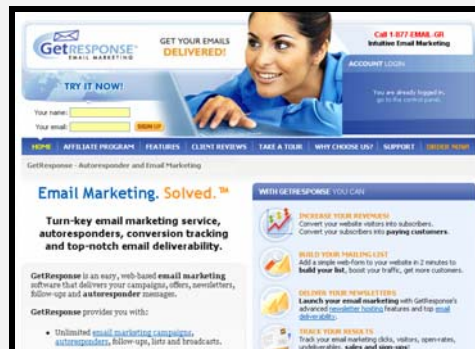 GETRESPONSE®
EMAIL MARKETING
GET YOUR EMAILS
DELIVERED!
Call 1-877-EMAIL-GR
Intuitive Email Marketing
ACCOUNT LOGIN
You are already logged in,
go to the control panel.
TRY IT NOW!
Your name:
Your email:
SIGN UP
HOME
AFFILIATE PROGRAM
FEATURES
CLIENT REVIEWS
TAKE A TOUR
WHY CHOOSE US?
SUPPORT
ORDER NOW!
GetResponse - Autoresponder and Email Marketing
Email Marketing. Solved.™
Turn-key email marketing service,
autoresponders, conversion tracking
and top-notch email deliverability.
GetResponse is an easy, web-based email marketing
software that delivers your campaigns, offers, newsletters,
follow-ups and autoresponder messages.
GetResponse provides you with:
• Unlimited email marketing campaigns,
autoresponders, follow-ups, lists and broadcasts.
WITH GETRESPONSE YOU CAN
INCREASE YOUR REVENUES!
Convert your website visitors into subscribers.
Convert your subscribers into paying customers.
BUILD YOUR MAILING LIST
Add a simple web-form to your website in 2 minutes to
build your list, boost your traffic, get more customers.
DELIVER YOUR NEWSLETTERS
Launch your email marketing with GetResponse's
advanced newsletter hosting features and top email
deliverability.
TRACK YOUR RESULTS
Track your email marketing clicks, visitors, open-rates,
undeliverables, sales and sign-ups!